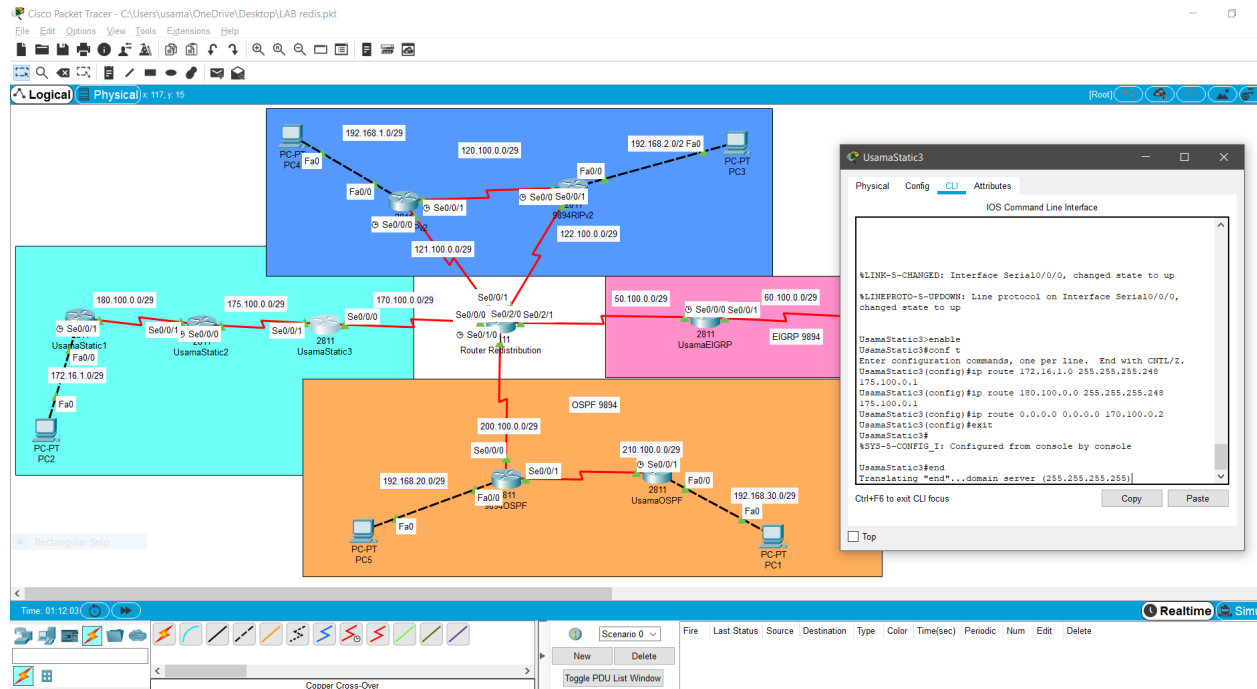 Cisco Packet Tracer - C:\Users\usama\OneDrive\Desktop\LAB redis.pkt
File Edit Options View Tools Extensions Help
Logical Physical x: 117, y: 15
[Root]
192.168.1.0/29
PC-PT
PC4
Fa0
Fa0/0
120.100.0.0/29
192.168.2.0/2 Fa0
PC-PT
PC3
Fa0/0
Se0/0/1
Se0/0 Se0/0/1
2811
9894RIPv2
Se0/0/0
121.100.0.0/29
122.100.0.0/29
180.100.0.0/29
175.100.0.0/29
170.100.0.0/29
Se0/0/1
Se0/0/1
Se0/0/0
Se0/0/1
Se0/0/0
UsamaStatic1
UsamaStatic2
2811
UsamaStatic3
Fa0/0
172.16.1.0/29
Fa0
PC-PT
PC2
Se0/0/1
Se0/0/0 Se0/2/0 Se0/2/1
Se0/1/0
Router Redistribution
50.100.0.0/29
60.100.0.0/29
Se0/0/0 Se0/0/1
2811
UsamaEIGRP
EIGRP 9894
OSPF 9894
200.100.0.0/29
Se0/0/0
Se0/0/1
210.100.0.0/29
Se0/0/1
192.168.20.0/29
Fa0/0
9894OSPF
2811
UsamaOSPF
Fa0/0
192.168.30.0/29
Fa0
PC-PT
PC5
Fa0
PC-PT
PC1
Rectangular Snip
UsamaStatic3
Physical Config CLI Attributes
IOS Command Line Interface
%LINK-5-CHANGED: Interface Serial0/0/0, changed state to up
%LINEPROTO-5-UPDOWN: Line protocol on Interface Serial0/0/0,
changed state to up
UsamaStatic3>enable
UsamaStatic3#conf t
Enter configuration commands, one per line. End with CNTL/Z.
UsamaStatic3(config)#ip route 172.16.1.0 255.255.255.248
175.100.0.1
UsamaStatic3(config)#ip route 180.100.0.0 255.255.255.248
175.100.0.1
UsamaStatic3(config)#ip route 0.0.0.0 0.0.0.0 170.100.0.2
UsamaStatic3(config)#exit
UsamaStatic3#
%SYS-5-CONFIG_I: Configured from console by console
UsamaStatic3#end
Translating "end"...domain server (255.255.255.255)
Ctrl+F6 to exit CLI focus
Copy Paste
Top
Time: 01:12:03
Realtime Simu
Scenario 0
New Delete
Toggle PDU List Window
Fire Last Status Source Destination Type Color Time(sec) Periodic Num Edit Delete
Copper Cross-Over